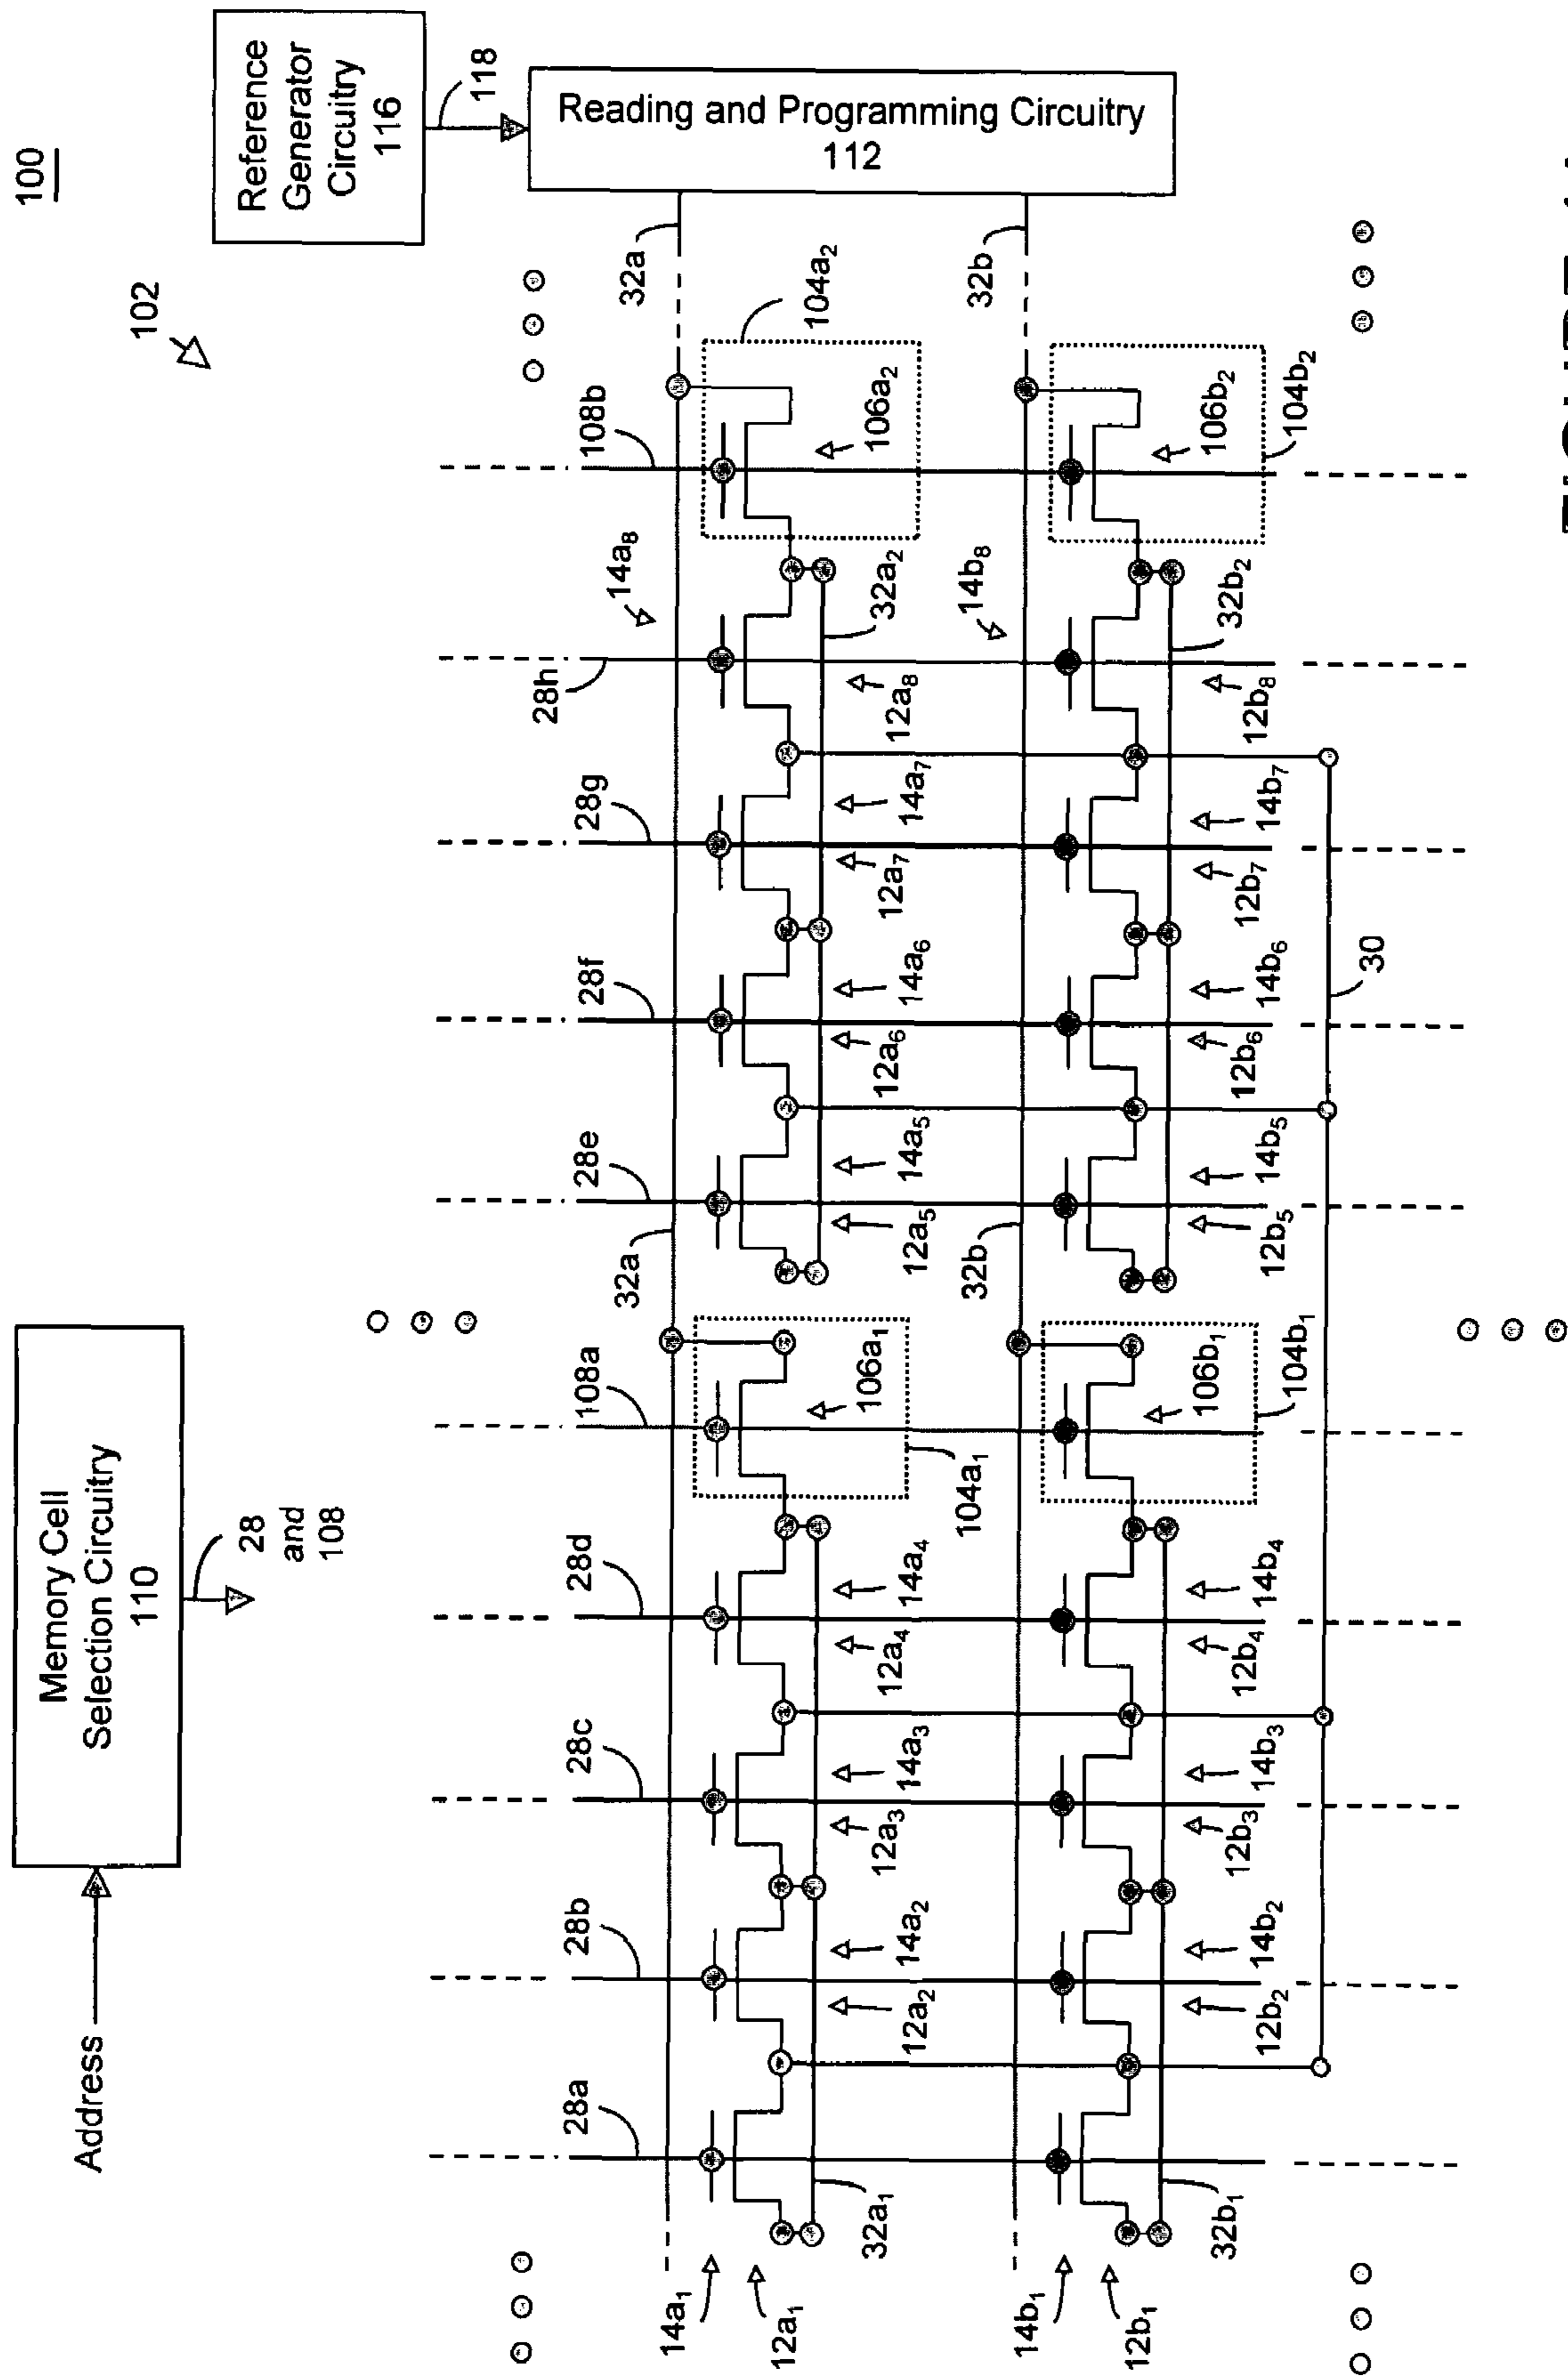 100
102
Memory Cell
Selection Circuitry
110
Address
28
and
108
Reference
Generator
Circuitry
116
118
Reading and Programming Circuitry
112
28a
28b
28c
28d
108a
28e
28f
28g
28h
108b
32a
32a
14a₁
12a₁
32a₁
12a₂
14a₂
12a₃
14a₃
12a₄
14a₄
104a₁
106a₁
12a₅
14a₅
12a₆
14a₆
12a₇
14a₇
12a₈
14a₈
32a₂
106a₂
104a₂
32b
32b
14b₁
12b₁
32b₁
12b₂
14b₂
12b₃
14b₃
12b₄
14b₄
106b₁
104b₁
12b₅
14b₅
12b₆
14b₆
12b₇
14b₇
12b₈
14b₈
32b₂
106b₂
104b₂
30